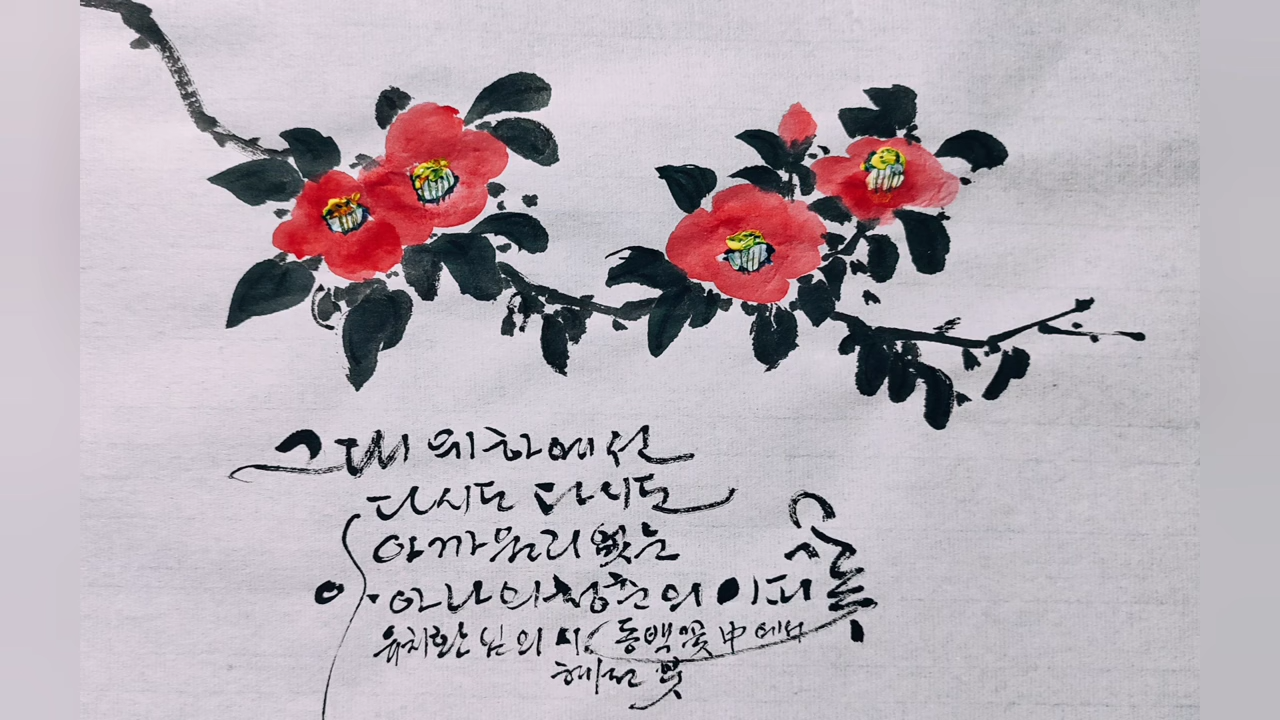 그대 위하에선
다시도 다시도
아까울리 없는
아. 아 나의 청춘의 이 피 꽃
유치환 님의 시 (동백꽃 中에서
붓